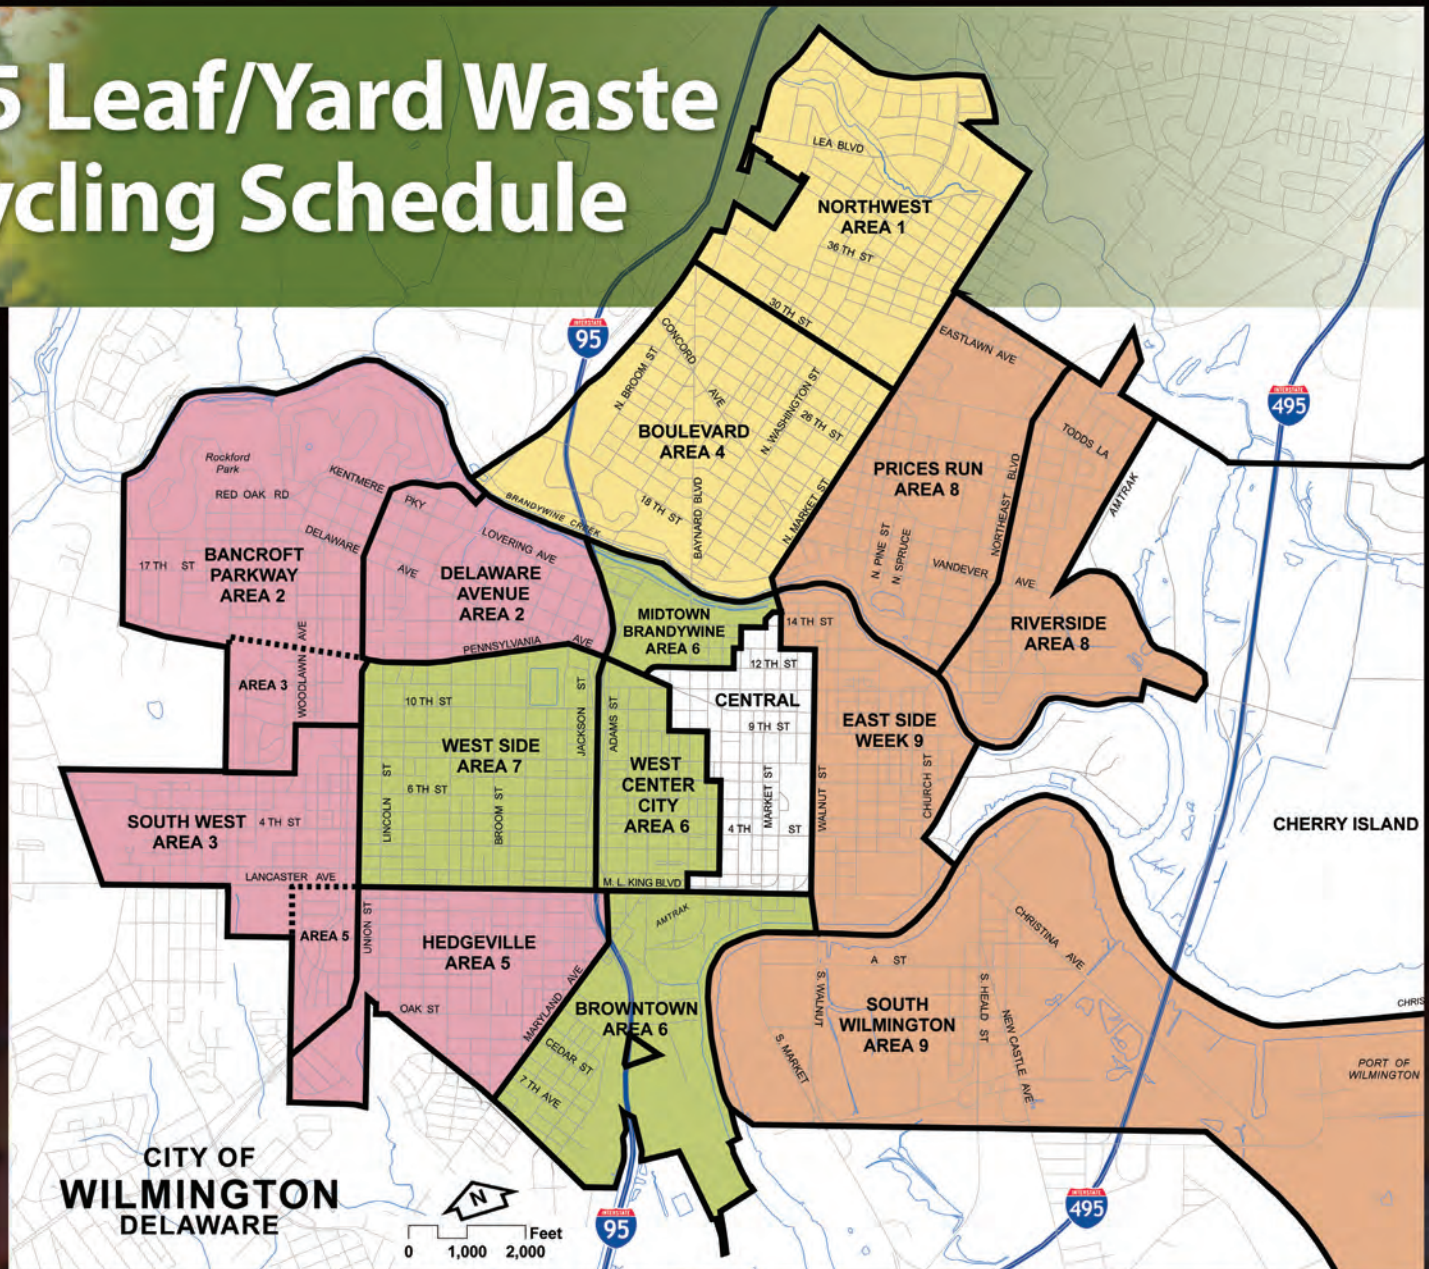 5 Leaf/Yard Waste
ycling Schedule
LEA BLVD
NORTHWEST
AREA 1
36 TH ST
30 TH ST
INTERSTATE
95
CONCORD
AVE
N. BROOM ST
N. WASHINGTON ST
26 TH ST
BOULEVARD
AREA 4
18 TH ST
BAYNARD BLVD
N. MARKET ST
BRANDYWINE CREEK
EASTLAWN AVE
INTERSTATE
495
TODDS LA
AMTRAK
PRICES RUN
AREA 8
NORTHEAST BLVD
N. PINE ST
N. SPRUCE
VANDEVER AVE
RIVERSIDE
AREA 8
Rockford
Park
RED OAK RD
KENTMERE PKY
DELAWARE AVE
LOVERING AVE
17 TH ST
BANCROFT
PARKWAY
AREA 2
DELAWARE
AVENUE
AREA 2
PENNSYLVANIA AVE
MIDTOWN
BRANDYWINE
AREA 6
14 TH ST
12 TH ST
WOODLAWN AVE
AREA 3
10 TH ST
JACKSON ST
ADAMS ST
CENTRAL
9 TH ST
EAST SIDE
WEEK 9
WEST SIDE
AREA 7
WEST
CENTER
CITY
AREA 6
LINCOLN ST
6 TH ST
BROOM ST
MARKET ST
WALNUT ST
CHURCH ST
4 TH ST
SOUTH WEST
AREA 3
4 TH ST
CHERRY ISLAND
LANCASTER AVE
M. L. KING BLVD
AREA 5
UNION ST
HEDGEVILLE
AREA 5
OAK ST
MARYLAND AVE
AMTRAK
BROWNTOWN
AREA 6
CEDAR ST
7 TH AVE
A ST
CHRISTINA AVE
S. WALNUT
S. MARKET
SOUTH
WILMINGTON
AREA 9
S. HEALD ST
NEW CASTLE AVE
CHRIS
PORT OF
WILMINGTON
CITY OF
WILMINGTON
DELAWARE
N
Feet
0 1,000 2,000
INTERSTATE
95
INTERSTATE
495